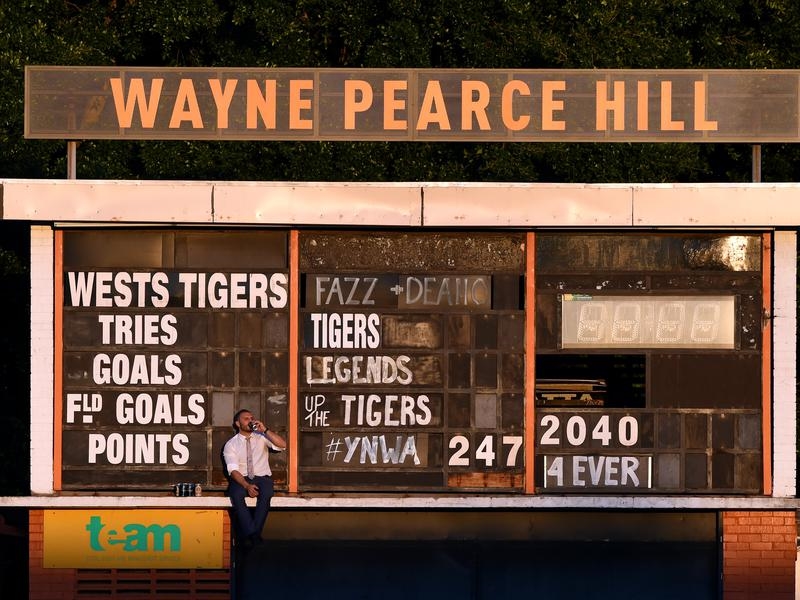 WAYNE PEARCE HILL
WESTS TIGERS
TRIES
GOALS
FLD GOALS
POINTS
FAZZ + DEANO
TIGERS
LEGENDS
UP THE TIGERS
#YNWA 247
2040
4 EVER
team